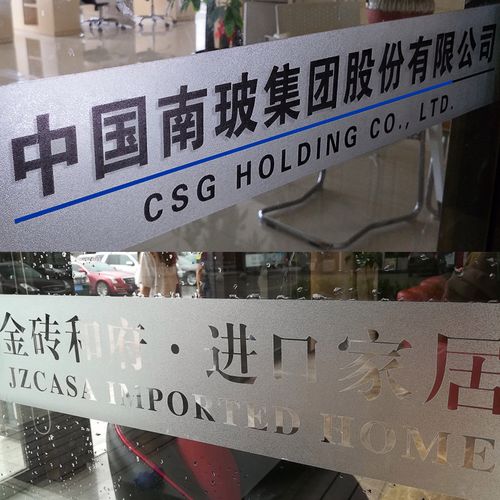 中国南玻集团股份有限公司
CSG HOLDING CO., LTD.
金砖和府·进口家居
JZCASA IMPORTED HOME